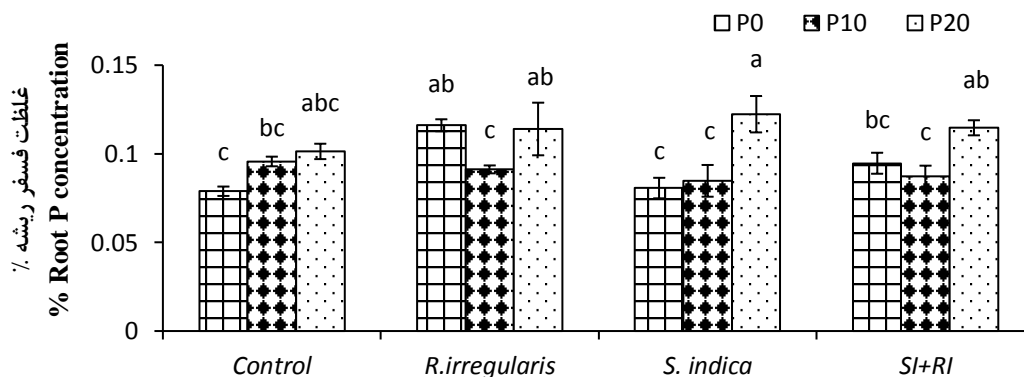 P0 P10 P20
غلظت فسفر ریشه ٪
% Root P concentration
0.15
0.1
0.05
0
c bc abc
ab c ab
c c a
bc c ab
Control R.irregularis S. indica SI+RI